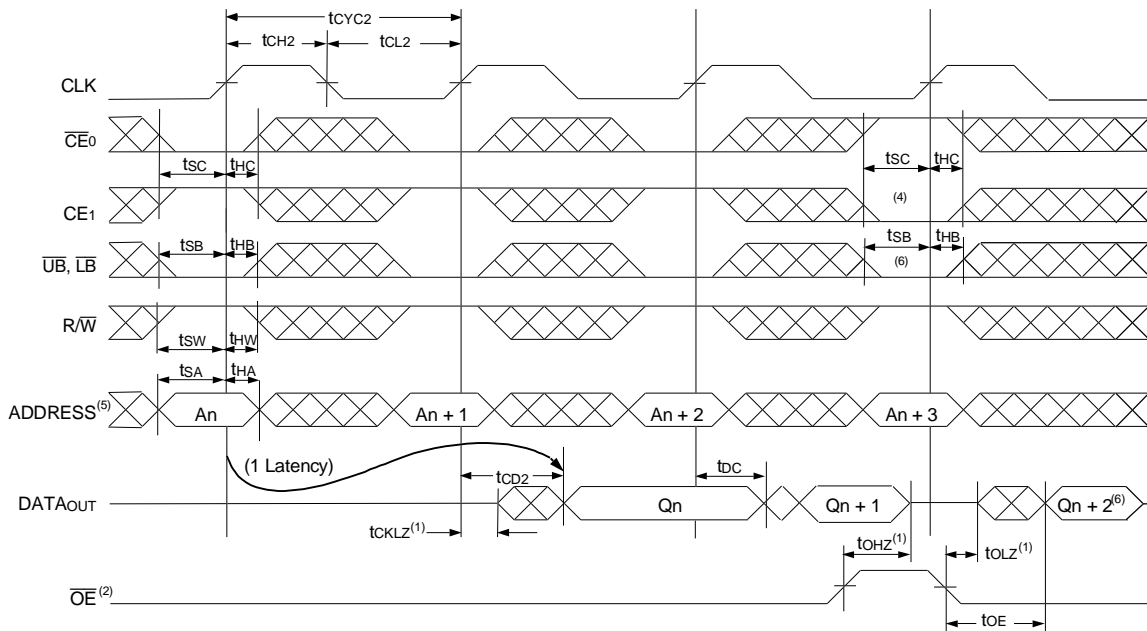 tCYC2
tCH2 tCL2
CLK
CE0
tSC tHC tSC tHC
CE1 (4)
tSB tHB tSB tHB
UB, LB (6)
R/W
tSW tHW
tSA tHA
ADDRESS(5) An An + 1 An + 2 An + 3
(1 Latency) tCD2 tDC
DATAOUT Qn Qn + 1 Qn + 2(6)
tCKLZ(1)
tOHZ(1) tOLZ(1)
OE(2)
tOE